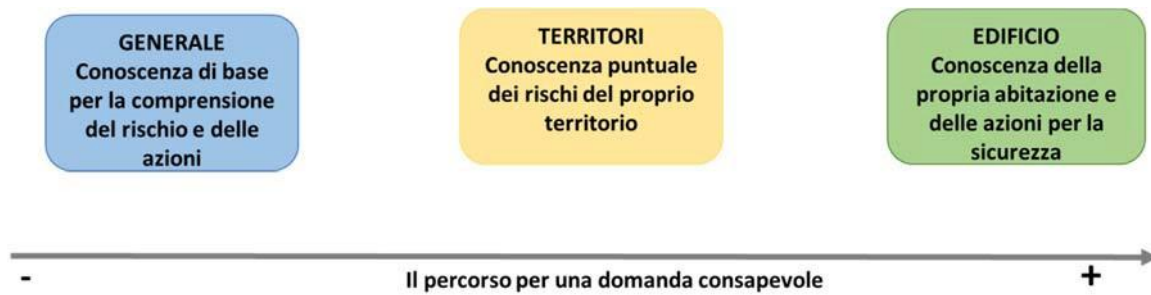 GENERALE
Conoscenza di base
per la comprensione
del rischio e delle
azioni
TERRITORI
Conoscenza puntuale
dei rischi del proprio
territorio
EDIFICIO
Conoscenza della
propria abitazione e
delle azioni per la
sicurezza
-
Il percorso per una domanda consapevole
+